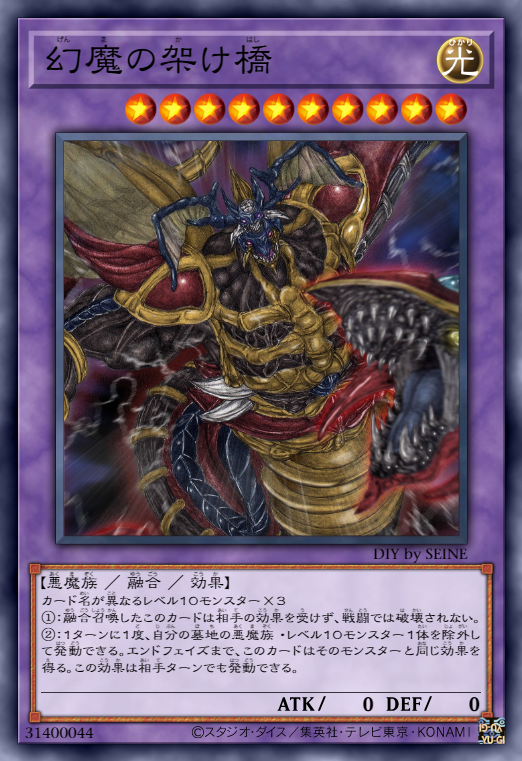 幻魔の架け橋
光
DIY by SEINE
【悪魔族 / 融合 / 効果】
カード名が異なるレベル10モンスター×3
①:融合召喚したこのカードは相手の効果を受けず、戦闘では破壊されない。
②:1ターンに1度、自分の墓地の悪魔族・レベル10モンスター1体を除外し
て発動できる。エンドフェイズまで、このカードはそのモンスターと同じ効果を
得る。この効果は相手ターンでも発動できる。
ATK/ 0 DEF/ 0
31400044 ©スタジオ・ダイス/集英社・テレビ東京・KONAMI